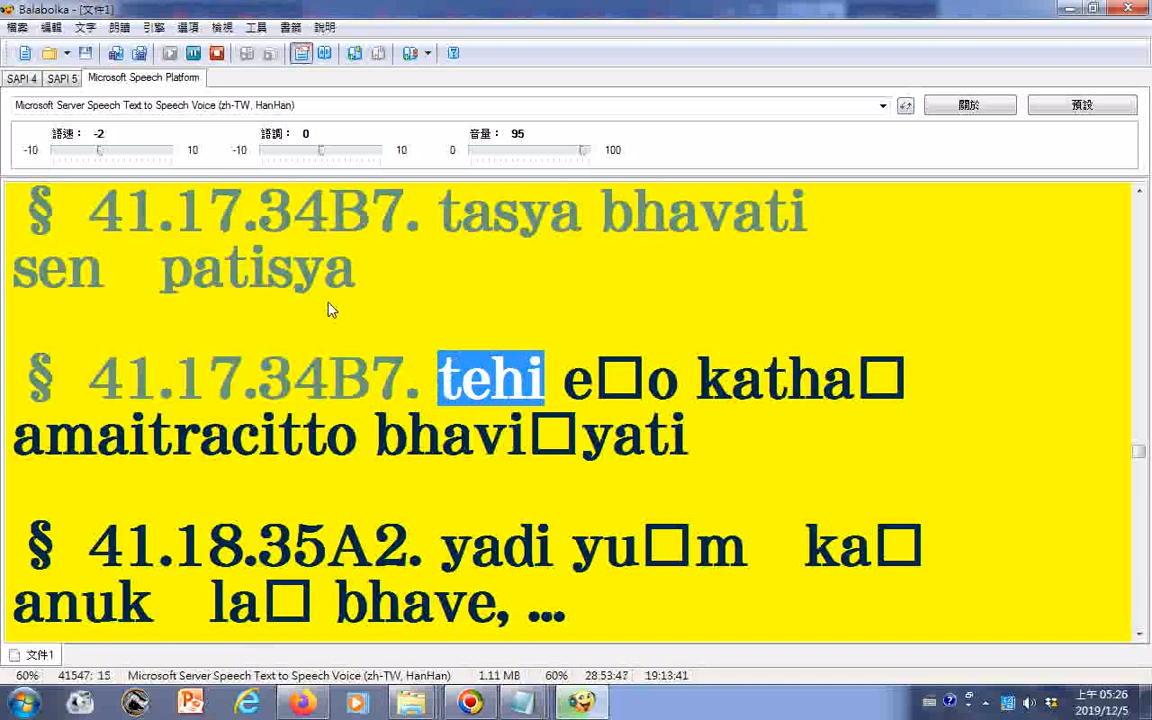 Balabolka - [文件1]
檔案 編輯 文字 朗讀 引擎 選項 檢視 工具 書籤 說明
SAPI 4 SAPI 5 Microsoft Speech Platform
Microsoft Server Speech Text to Speech Voice (zh-TW, HanHan) 關於 預設
語速： -2 語調： 0 音量： 95
-10 10 -10 10 0 100
§ 41.17.34B7. tasya bhavati
sen patisya
§ 41.17.34B7. tehi e□o katha□
amaitracitto bhavi□yati
§ 41.18.35A2. yadi yu□m ka□
anuk la□ bhave, ...
文件1
60% 41547: 15 Microsoft Server Speech Text to Speech Voice (zh-TW, HanHan) 1.11 MB 60% 28:53:47 19:13:41
上午 05:26
2019/12/5